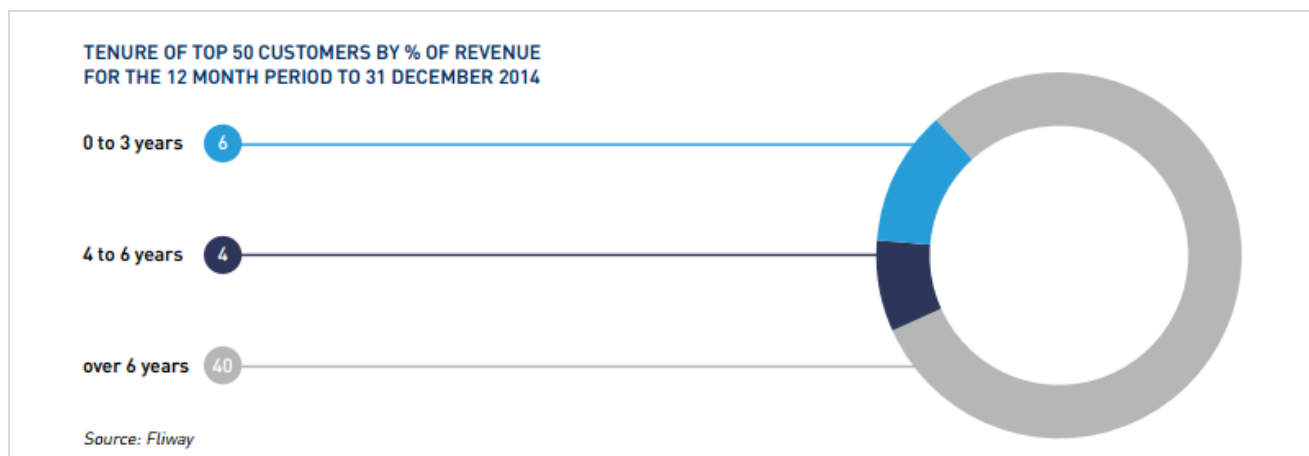 TENURE OF TOP 50 CUSTOMERS BY % OF REVENUE
FOR THE 12 MONTH PERIOD TO 31 DECEMBER 2014
0 to 3 years 6
4 to 6 years 4
over 6 years 40
Source: Fliway